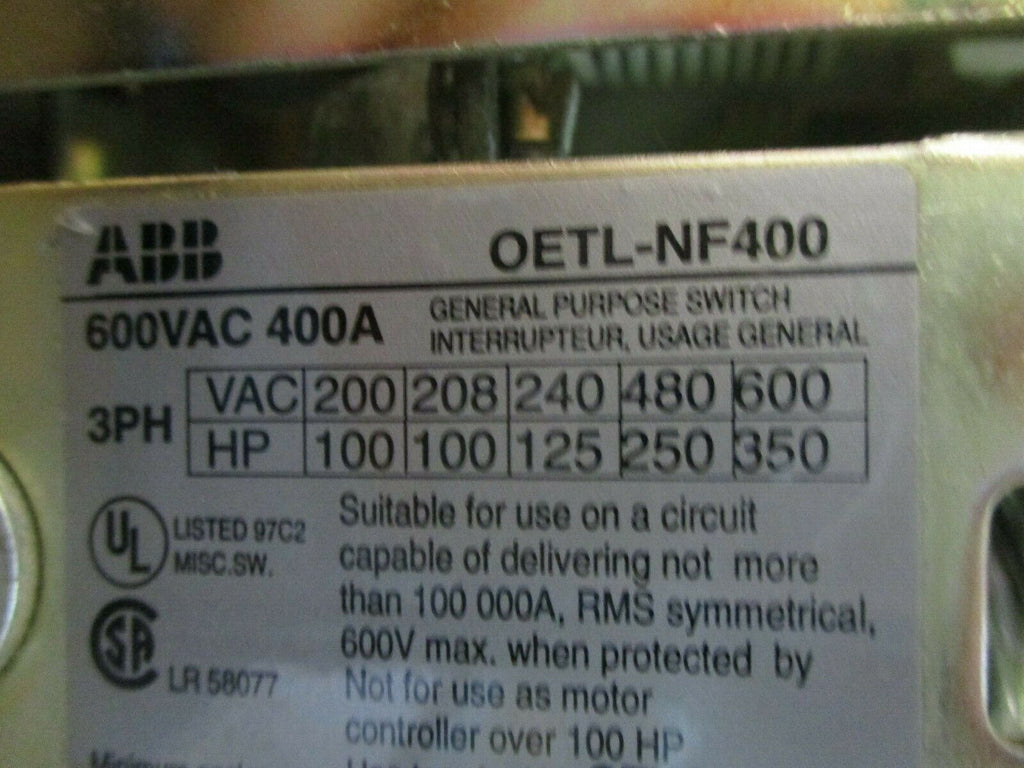 ABB OETL-NF400
600VAC 400A
GENERAL PURPOSE SWITCH
INTERRUPTEUR, USAGE GENERAL
3PH
VAC 200 208 240 480 600
HP 100 100 125 250 350
UL LISTED 97C2
MISC.SW.
SA LR 58077
Suitable for use on a circuit
capable of delivering not more
than 100 000A, RMS symmetrical,
600V max. when protected by
Not for use as motor
controller over 100 HP